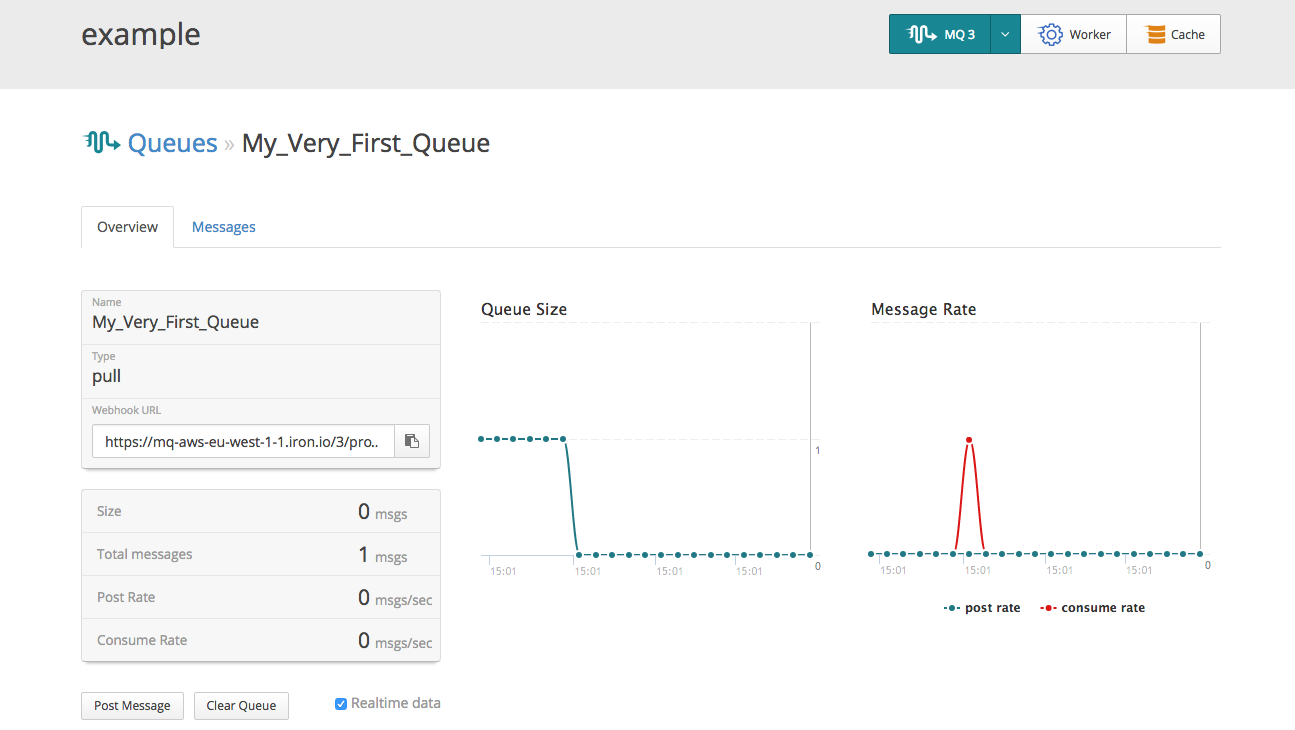 example
MQ 3
Worker
Cache
Queues » My_Very_First_Queue
Overview
Messages
Name
My_Very_First_Queue
Type
pull
Webhook URL
https://mq-aws-eu-west-1-1.iron.io/3/pro..
Size 0 msgs
Total messages 1 msgs
Post Rate 0 msgs/sec
Consume Rate 0 msgs/sec
Post Message
Clear Queue
Realtime data
Queue Size
1
0
15:01 15:01 15:01 15:01
Message Rate
0
15:01 15:01 15:01 15:01
post rate consume rate